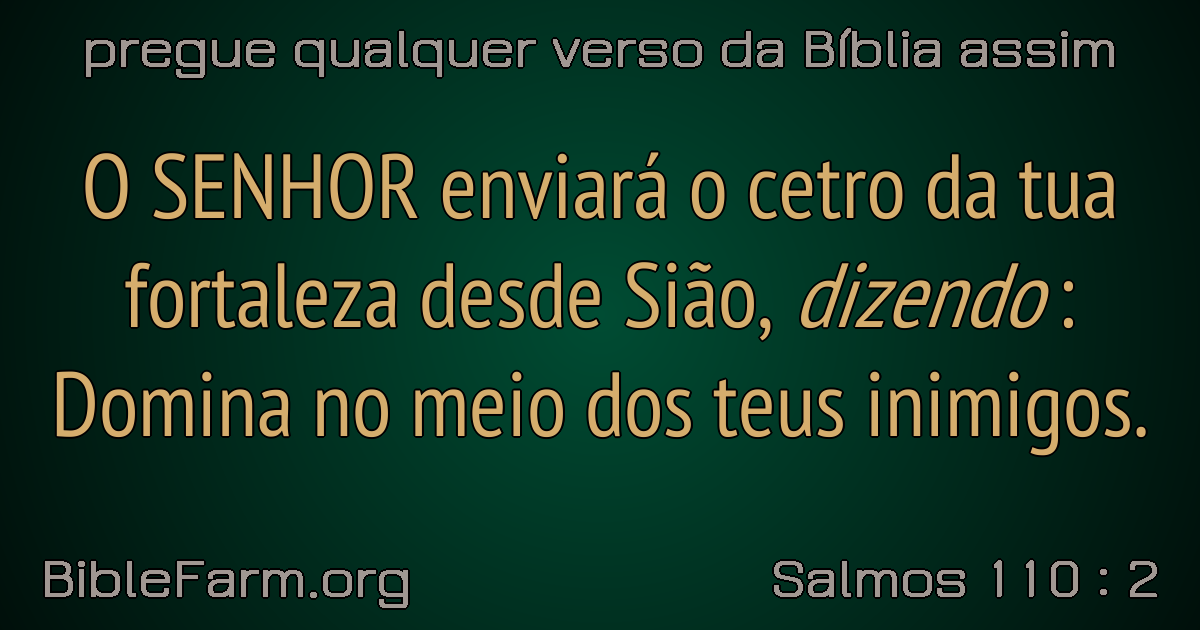 pregue qualquer verso da Bíblia assim
O SENHOR enviará o cetro da tua
fortaleza desde Sião, dizendo :
Domina no meio dos teus inimigos.
BibleFarm.org
Salmos 110 : 2